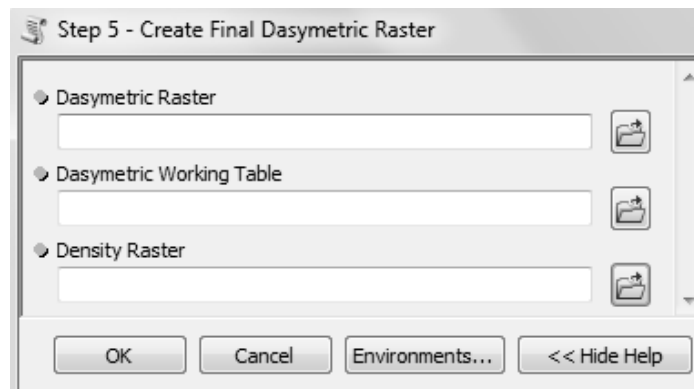 Step 5 - Create Final Dasymetric Raster
Dasymetric Raster
Dasymetric Working Table
Density Raster
OK Cancel Environments... << Hide Help